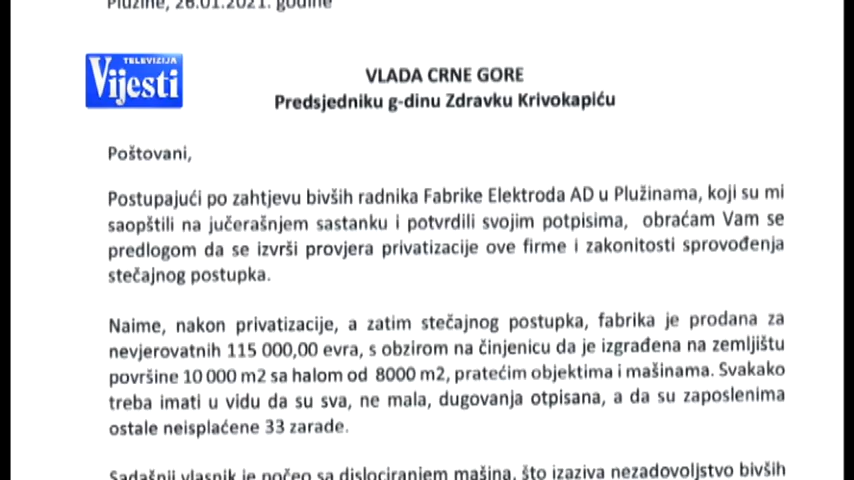 Plužine, 26.01.2021. godine
TELEVIZIJA
Vijesti
VLADA CRNE GORE
Predsjedniku g-dinu Zdravku Krivokapiću
Poštovani,
Postupajući po zahtjevu bivših radnika Fabrike Elektroda AD u Plužinama, koji su mi
saopštili na jučerašnjem sastanku i potvrdili svojim potpisima, obraćam Vam se
predlogom da se izvrši provjera privatizacije ove firme i zakonitosti sprovođenja
stečajnog postupka.
Naime, nakon privatizacije, a zatim stečajnog postupka, fabrika je prodana za
nevjerovatnih 115 000,00 evra, s obzirom na činjenicu da je izgrađena na zemljištu
površine 10 000 m2 sa halom od 8000 m2, pratećim objektima i mašinama. Svakako
treba imati u vidu da su sva, ne mala, dugovanja otpisana, a da su zaposlenima
ostale neisplaćene 33 zarade.
Sadašnji vlasnik je počeo sa dislociranjem mašina, što izaziva nezadovoljstvo bivših